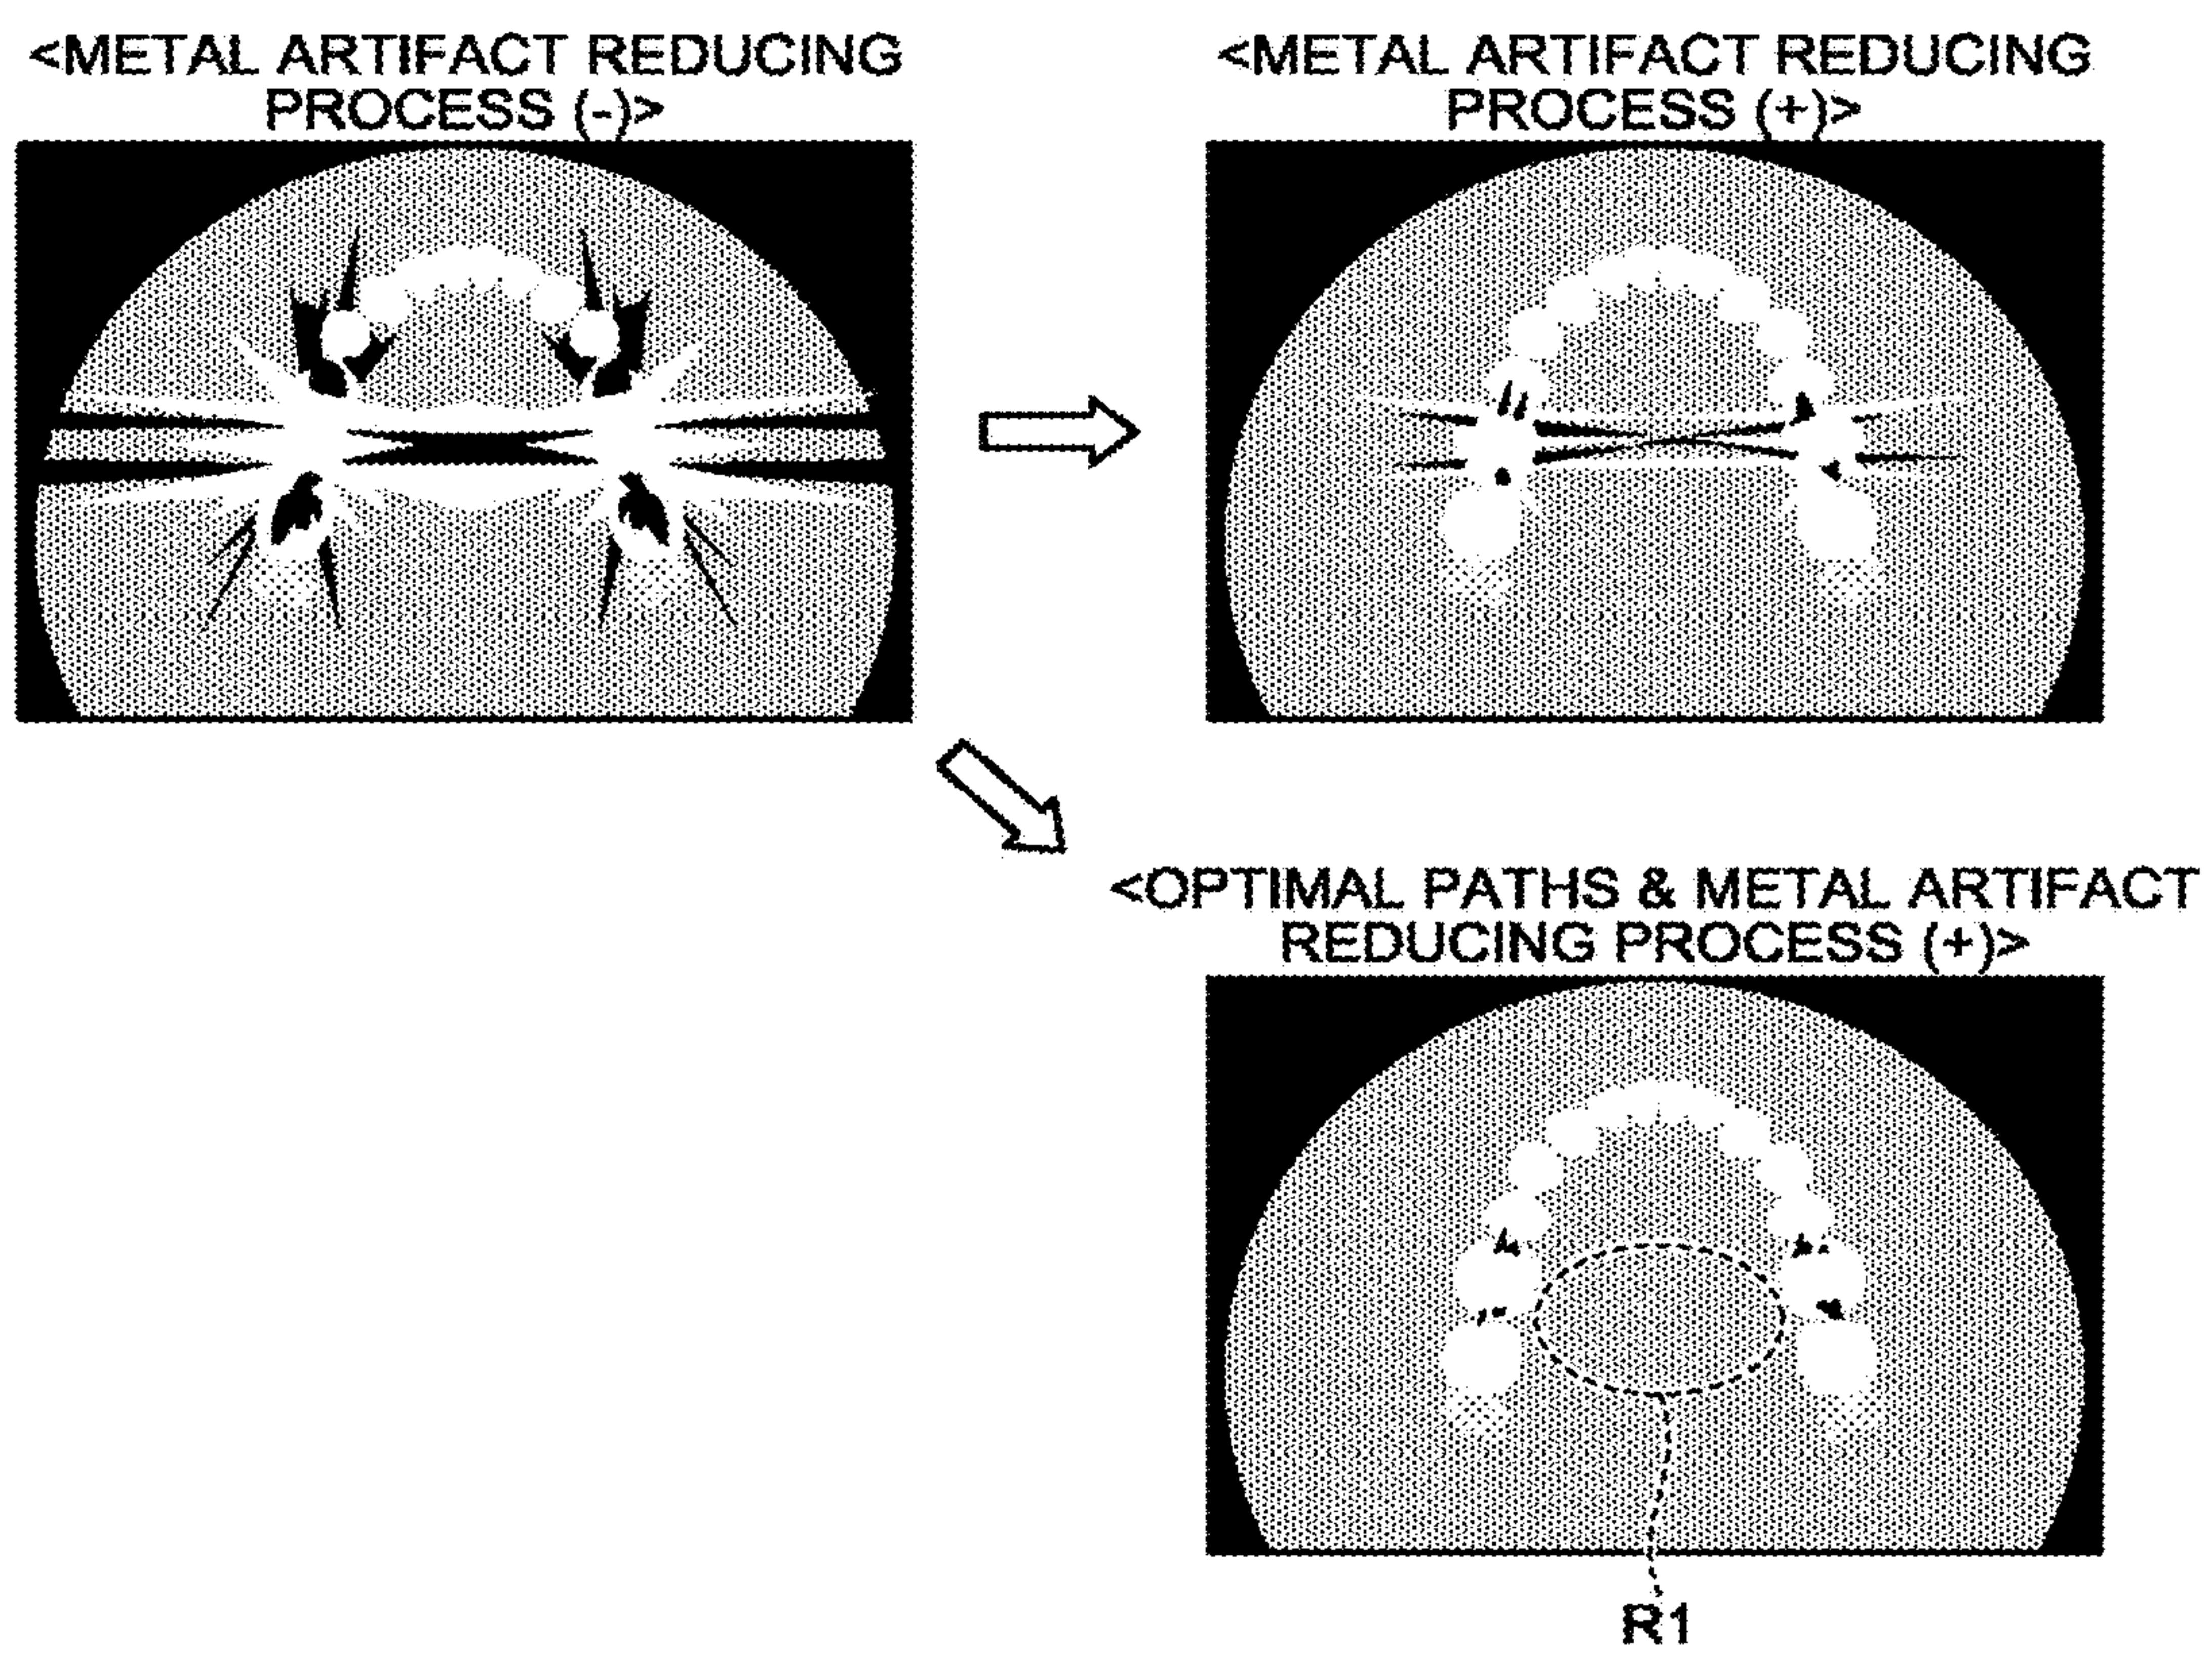 <METAL ARTIFACT REDUCING
PROCESS (-)>
<METAL ARTIFACT REDUCING
PROCESS (+)>
<OPTIMAL PATHS & METAL ARTIFACT
REDUCING PROCESS (+)>
R1